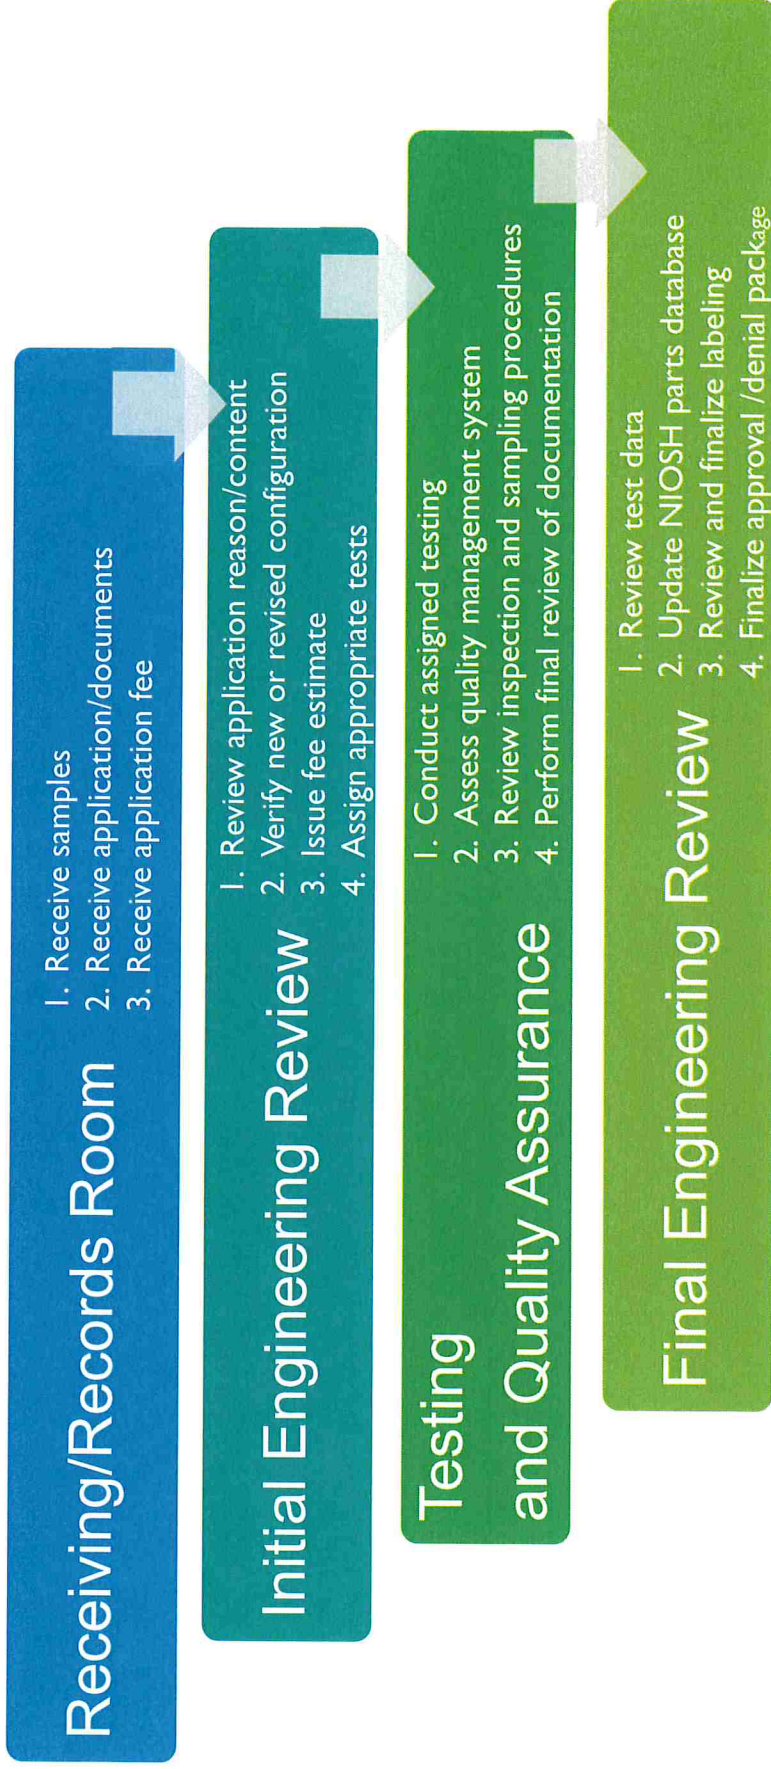 Receiving/Records Room
1. Receive samples
2. Receive application/documents
3. Receive application fee
Initial Engineering Review
1. Review application reason/content
2. Verify new or revised configuration
3. Issue fee estimate
4. Assign appropriate tests
Testing
and Quality Assurance
1. Conduct assigned testing
2. Assess quality management system
3. Review inspection and sampling procedures
4. Perform final review of documentation
Final Engineering Review
1. Review test data
2. Update NIOSH parts database
3. Review and finalize labeling
4. Finalize approval /denial package